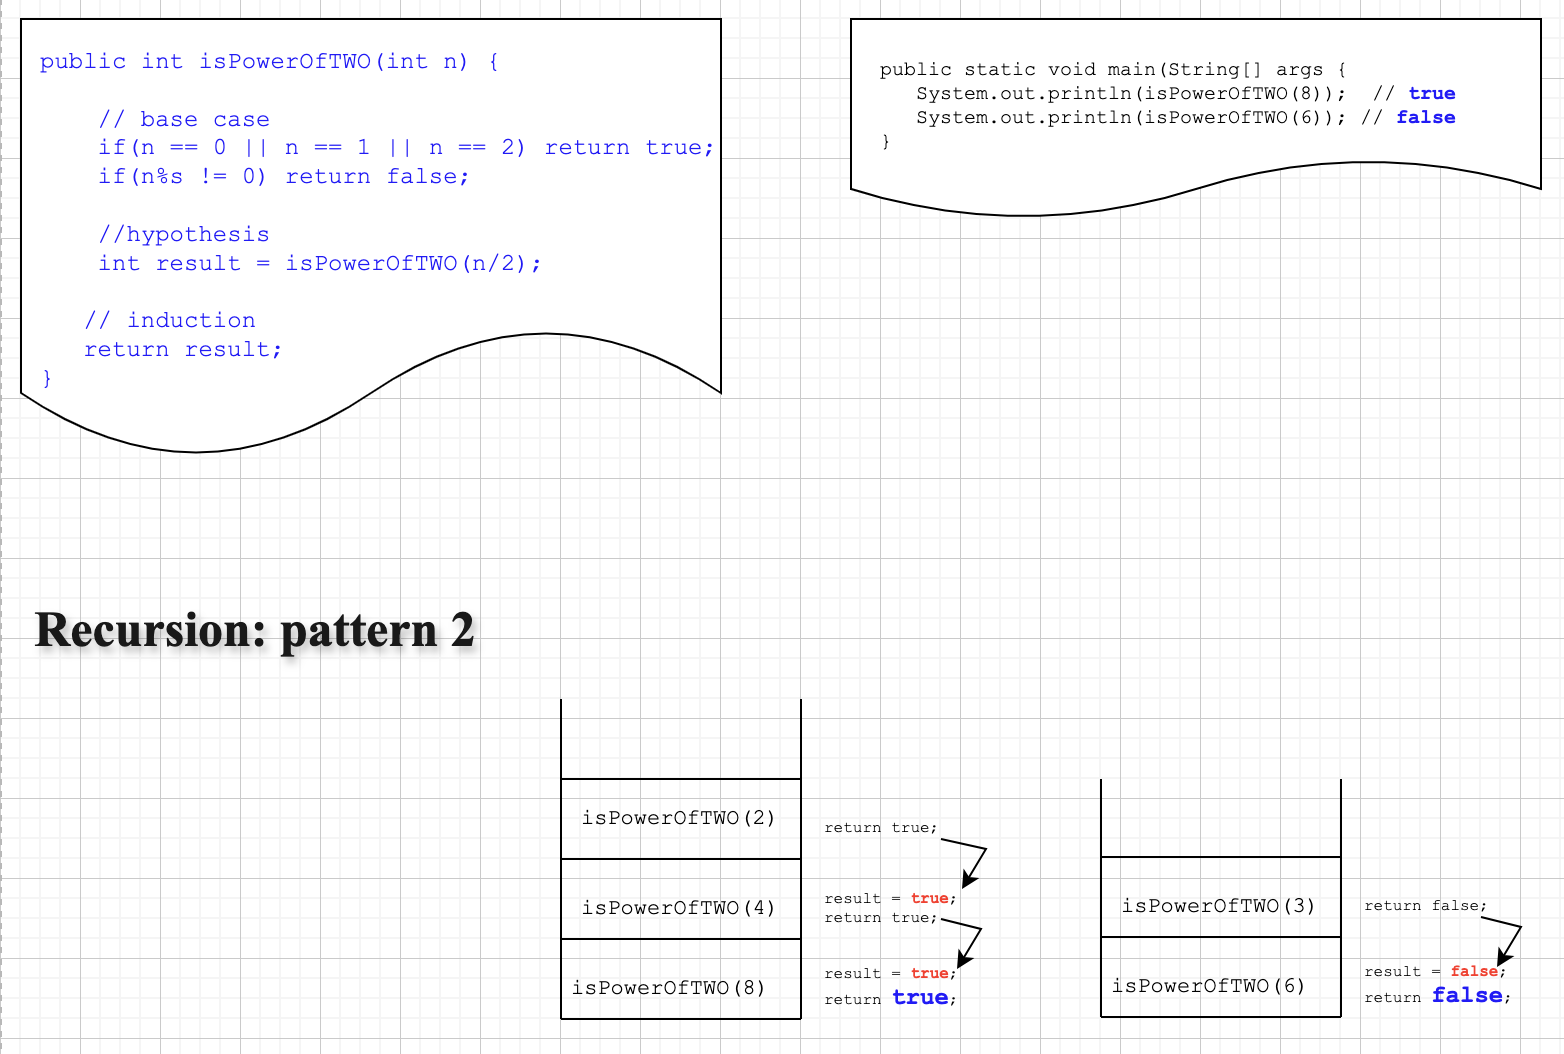 public int isPowerOfTWO(int n) {
// base case
if(n == 0 || n == 1 || n == 2) return true;
if(n%s != 0) return false;
//hypothesis
int result = isPowerOfTWO(n/2);
// induction
return result;
}
public static void main(String[] args {
System.out.println(isPowerOfTWO(8)); // true
System.out.println(isPowerOfTWO(6)); // false
}
Recursion: pattern 2
isPowerOfTWO(2)
return true;
isPowerOfTWO(4)
result = true;
return true;
isPowerOfTWO(8)
result = true;
return true;
isPowerOfTWO(3)
return false;
isPowerOfTWO(6)
result = false;
return false;